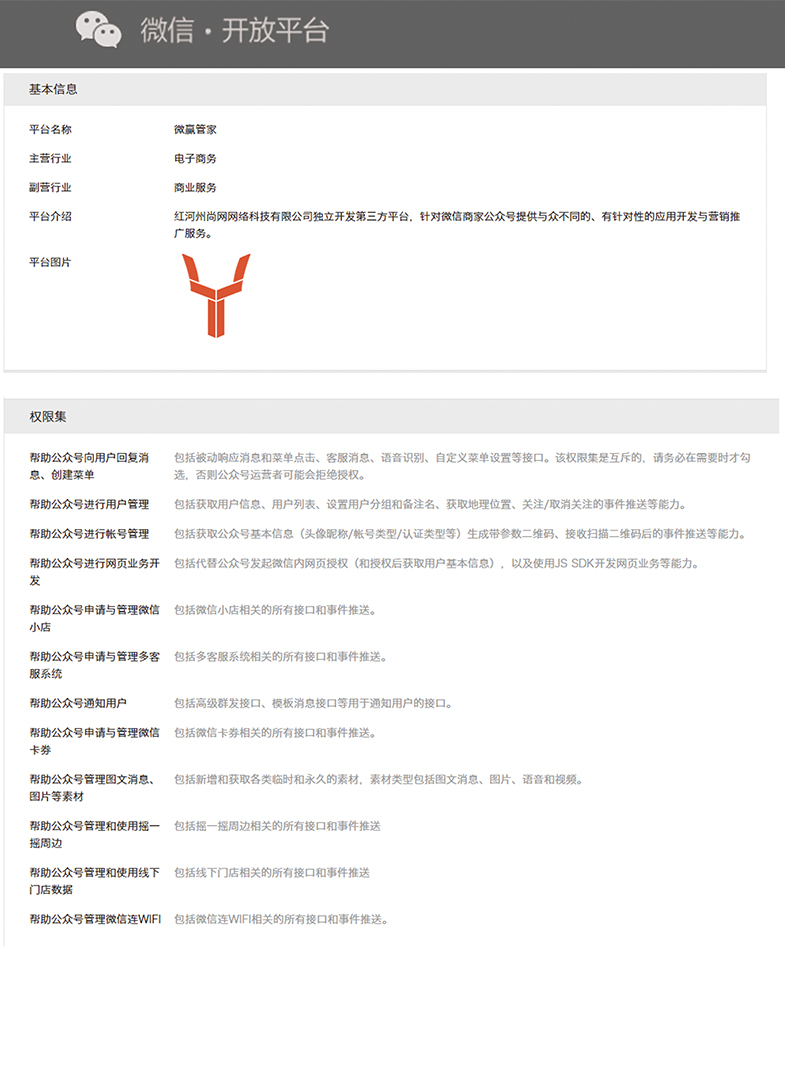 微信·开放平台
基本信息
平台名称 微赢管家
主营行业 电子商务
副营行业 商业服务
平台介绍 红河州尚网网络科技有限公司独立开发第三方平台，针对微信商家公众号提供与众不同的、有针对性的应用开发与营销推
广服务。
平台图片
权限集
帮助公众号向用户回复消 包括被动响应消息和菜单点击、客服消息、语音识别、自定义菜单设置等接口。该权限集是互斥的，请务必在需要时才勾
息、创建菜单 选，否则公众号运营者可能会拒绝授权。
帮助公众号进行用户管理 包括获取用户信息、用户列表、设置用户分组和备注名、获取地理位置、关注/取消关注的事件推送等能力。
帮助公众号进行帐号管理 包括获取公众号基本信息（头像昵称/帐号类型/认证类型等）生成带参数二维码、接收扫描二维码后的事件推送等能力。
帮助公众号进行网页业务开 包括代替公众号发起微信内网页授权（和授权后获取用户基本信息），以及使用JS SDK开发网页业务等能力。
发
帮助公众号申请与管理微信 包括微信小店相关的所有接口和事件推送。
小店
帮助公众号申请与管理多客 包括多客服系统相关的所有接口和事件推送。
服系统
帮助公众号通知用户 包括高级群发接口、模板消息接口等用于通知用户的接口。
帮助公众号申请与管理微信 包括微信卡券相关的所有接口和事件推送。
卡券
帮助公众号管理图文消息、 包括新增和获取各类临时和永久的素材，素材类型包括图文消息、图片、语音和视频。
图片等素材
帮助公众号管理和使用摇一 包括摇一摇周边相关的所有接口和事件推送
摇周边
帮助公众号管理和使用线下 包括线下门店相关的所有接口和事件推送
门店数据
帮助公众号管理微信连WIFI 包括微信连WIFI相关的所有接口和事件推送。